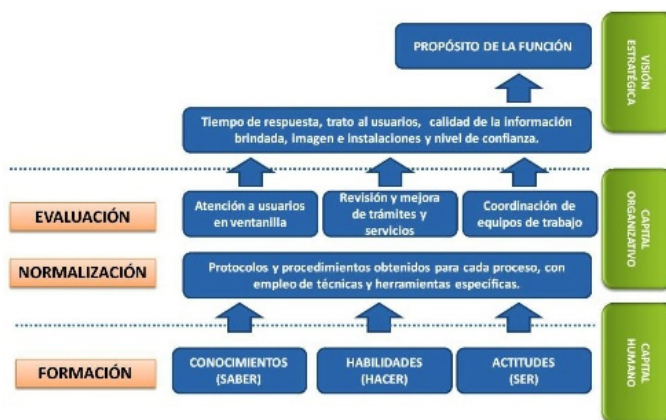 PROPÓSITO DE LA FUNCIÓN
VISIÓN
ESTRATÉGICA
Tiempo de respuesta, trato al usuarios, calidad de la información
brindada, imagen e instalaciones y nivel de confianza.
EVALUACIÓN
Atención a usuarios
en ventanilla
Revisión y mejora
de trámites y
servicios
Coordinación de
equipos de trabajo
CAPITAL
ORGANIZATIVO
NORMALIZACIÓN
Protocolos y procedimientos obtenidos para cada proceso, con
empleo de técnicas y herramientas específicas.
FORMACIÓN
CONOCIMIENTOS
(SABER)
HABILIDADES
(HACER)
ACTITUDES
(SER)
CAPITAL
HUMANO